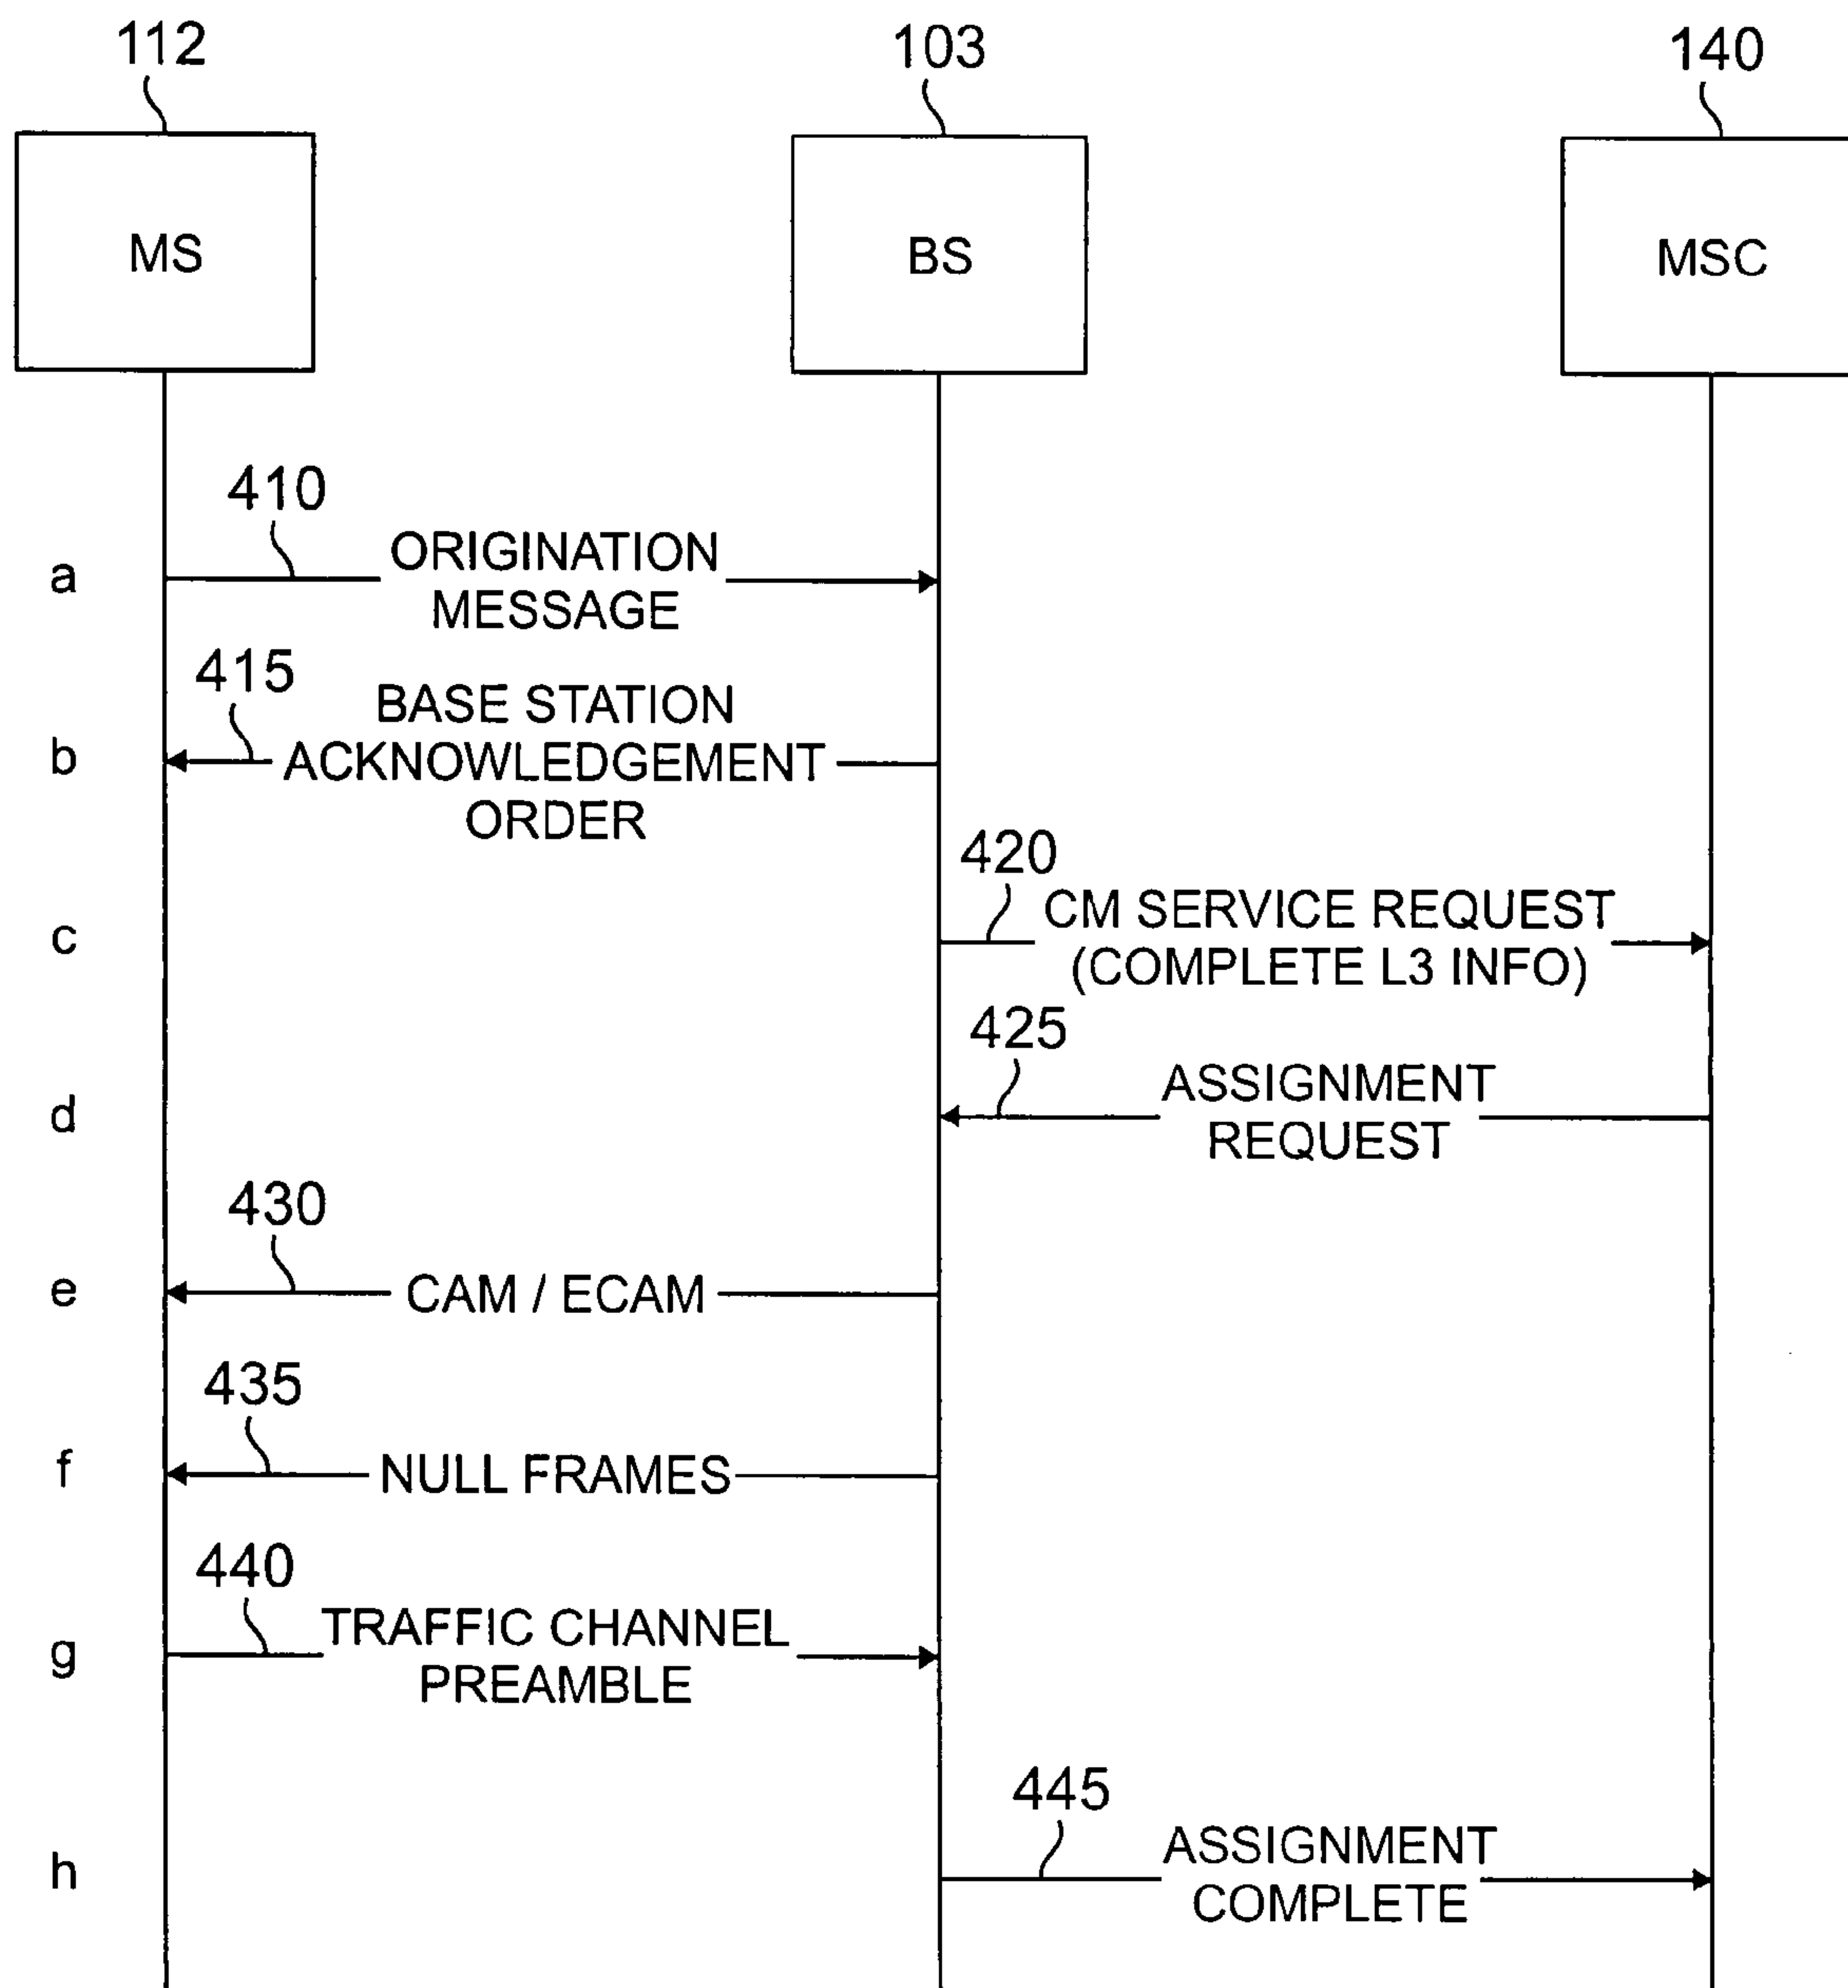 112
103
140
MS
BS
MSC
410
a
ORIGINATION
MESSAGE
415
b
BASE STATION
ACKNOWLEDGEMENT
ORDER
420
c
CM SERVICE REQUEST
(COMPLETE L3 INFO)
425
d
ASSIGNMENT
REQUEST
430
e
CAM / ECAM
435
f
NULL FRAMES
440
g
TRAFFIC CHANNEL
PREAMBLE
445
h
ASSIGNMENT
COMPLETE